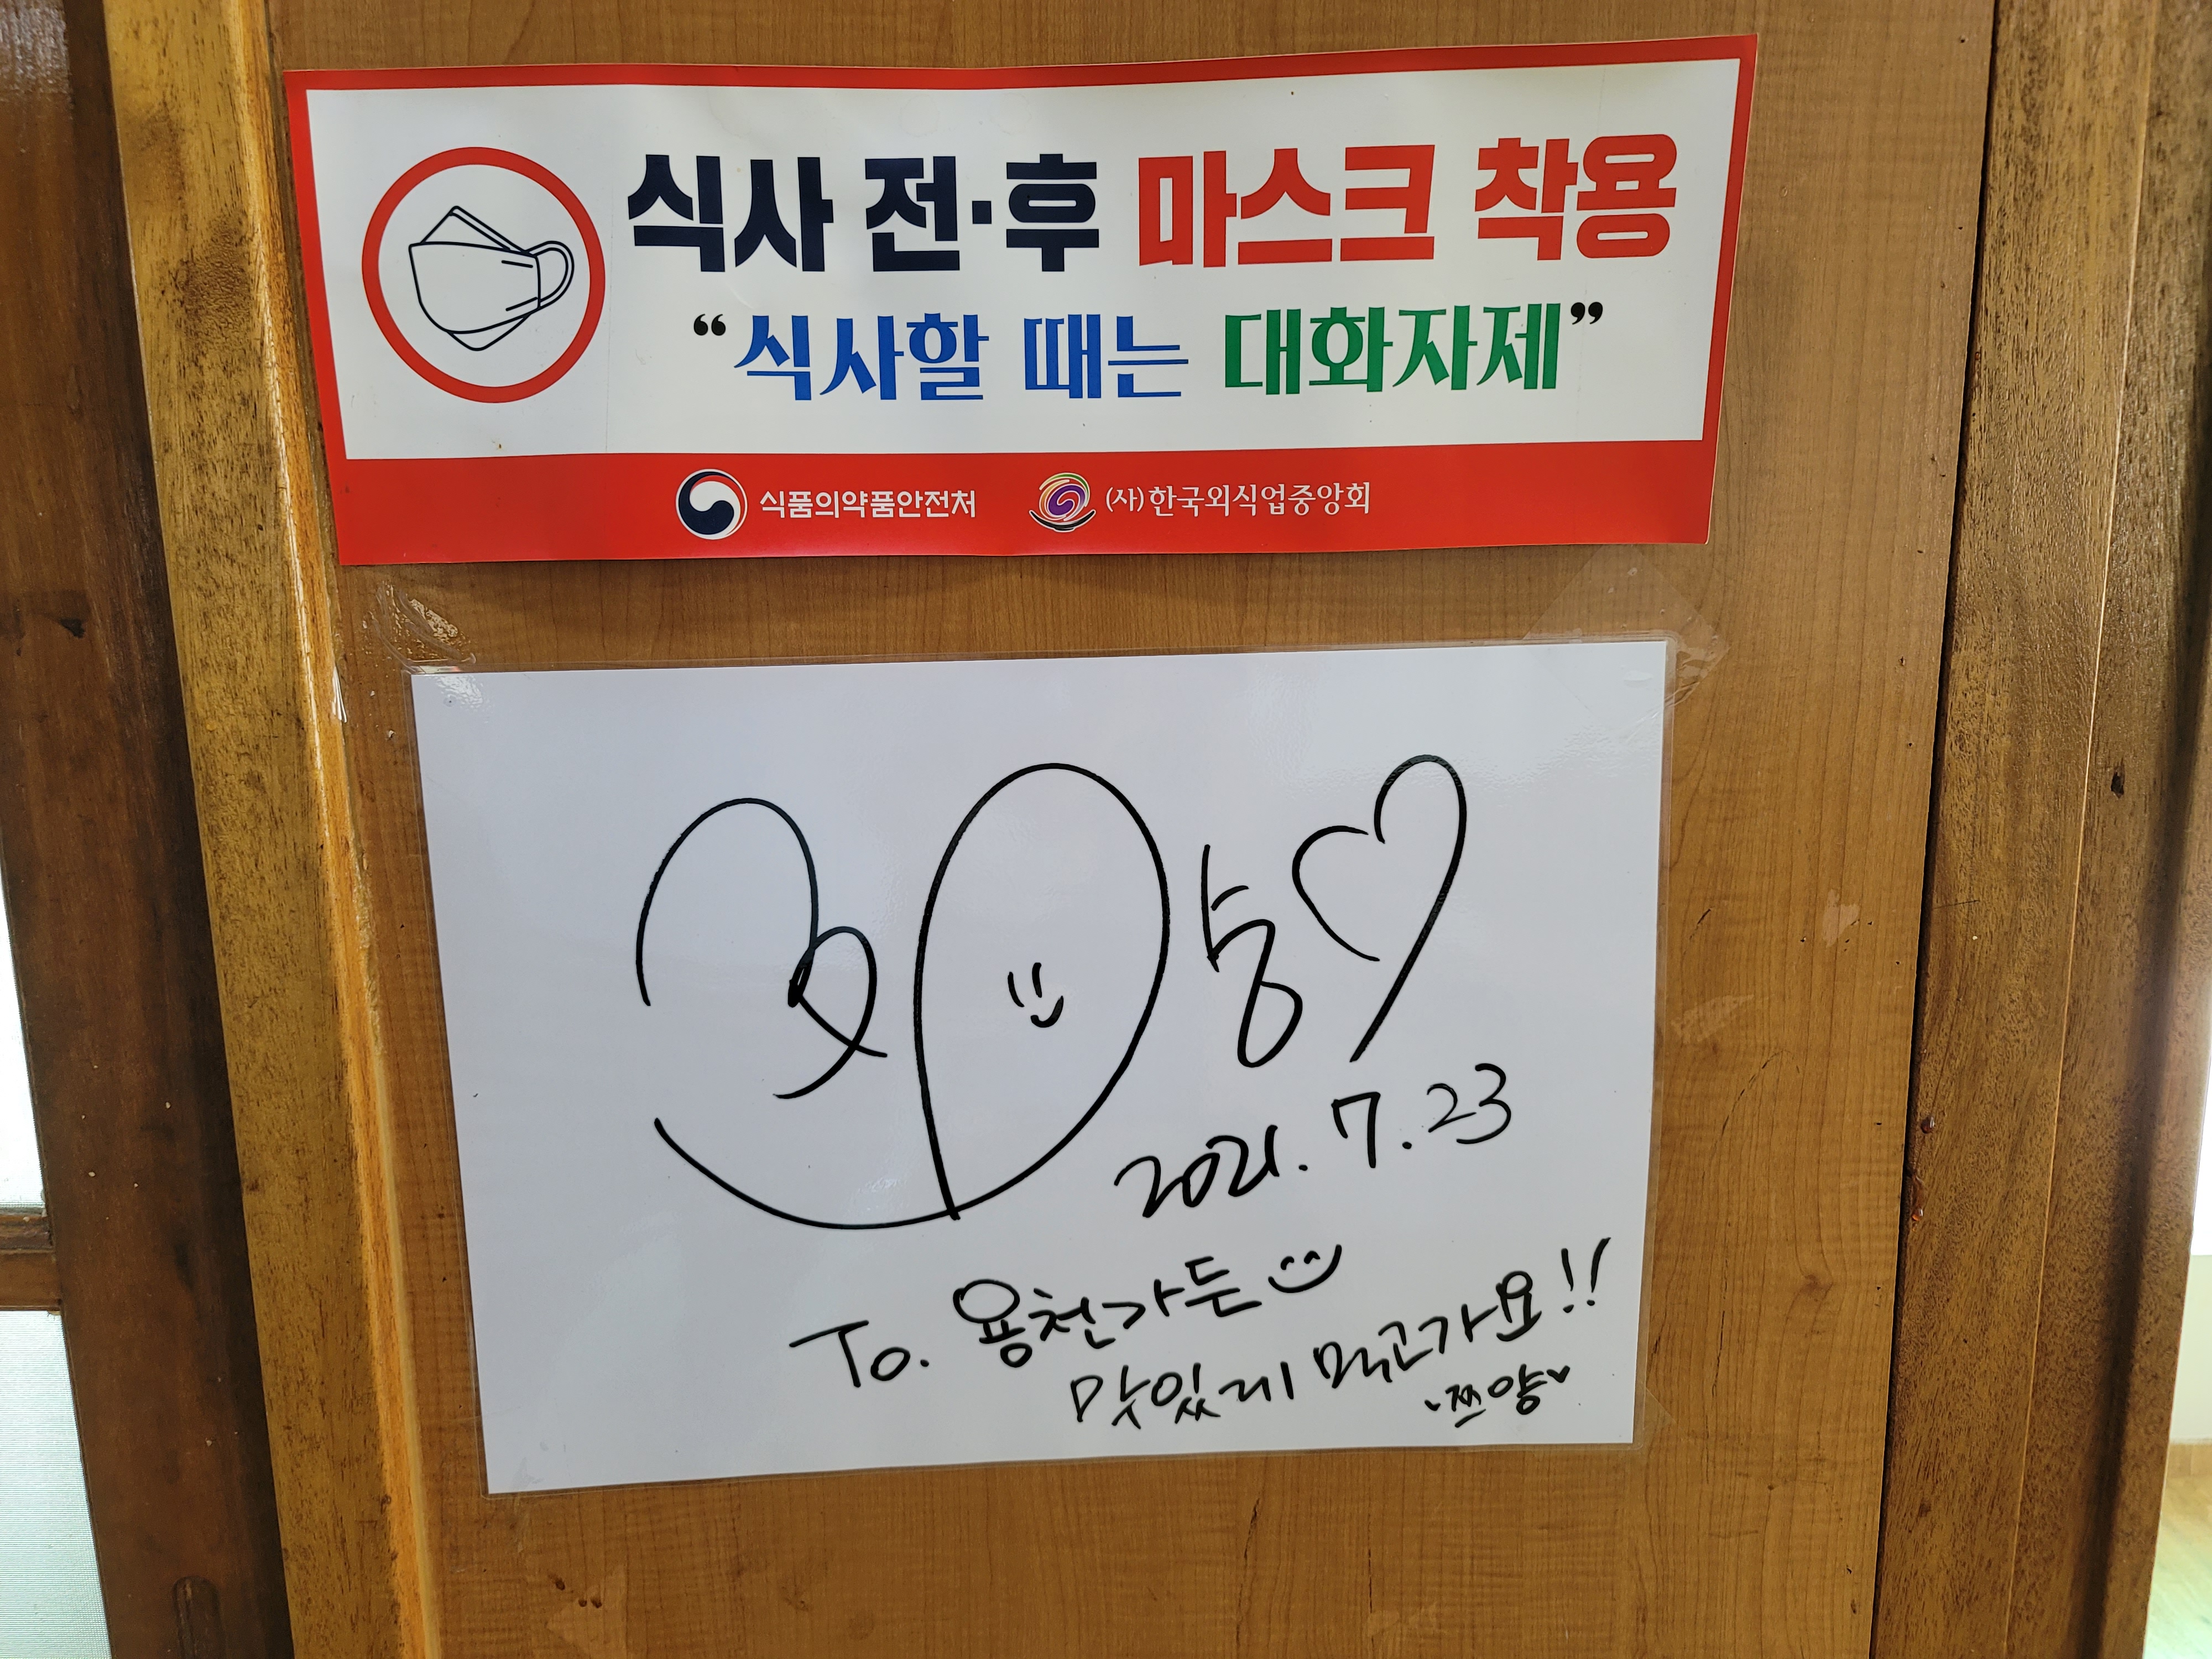 식사 전·후 마스크 착용
“식사할 때는 대화자제”
식품의약품안전처 (사)한국외식업중앙회
2021. 7. 23
To. 용천가든
맛있게 먹고가요!!
쯔양